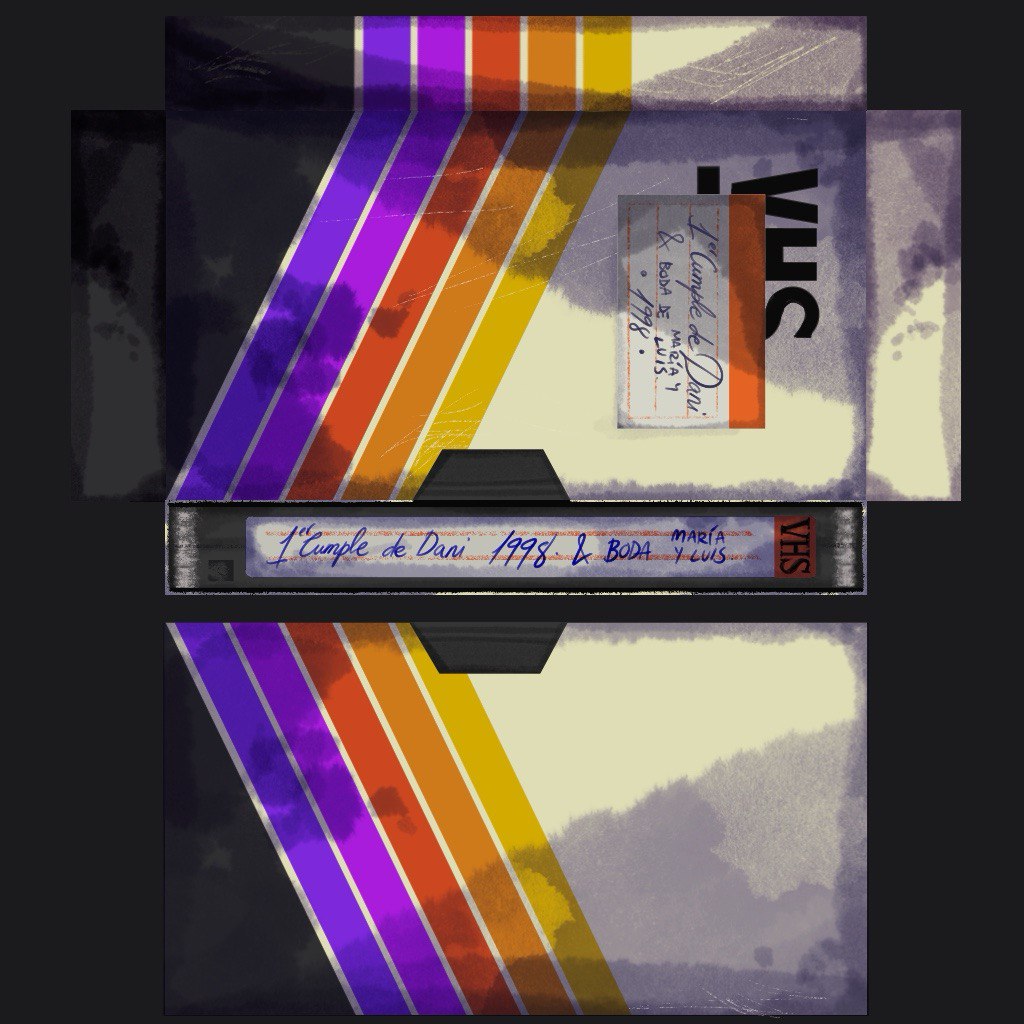 VHS
1er Cumple de Dani
& BODA DE MARÍA Y LUIS.
. 1998 .
1er Cumple de Dani 1998. & BODA MARÍA Y LUIS
VHS